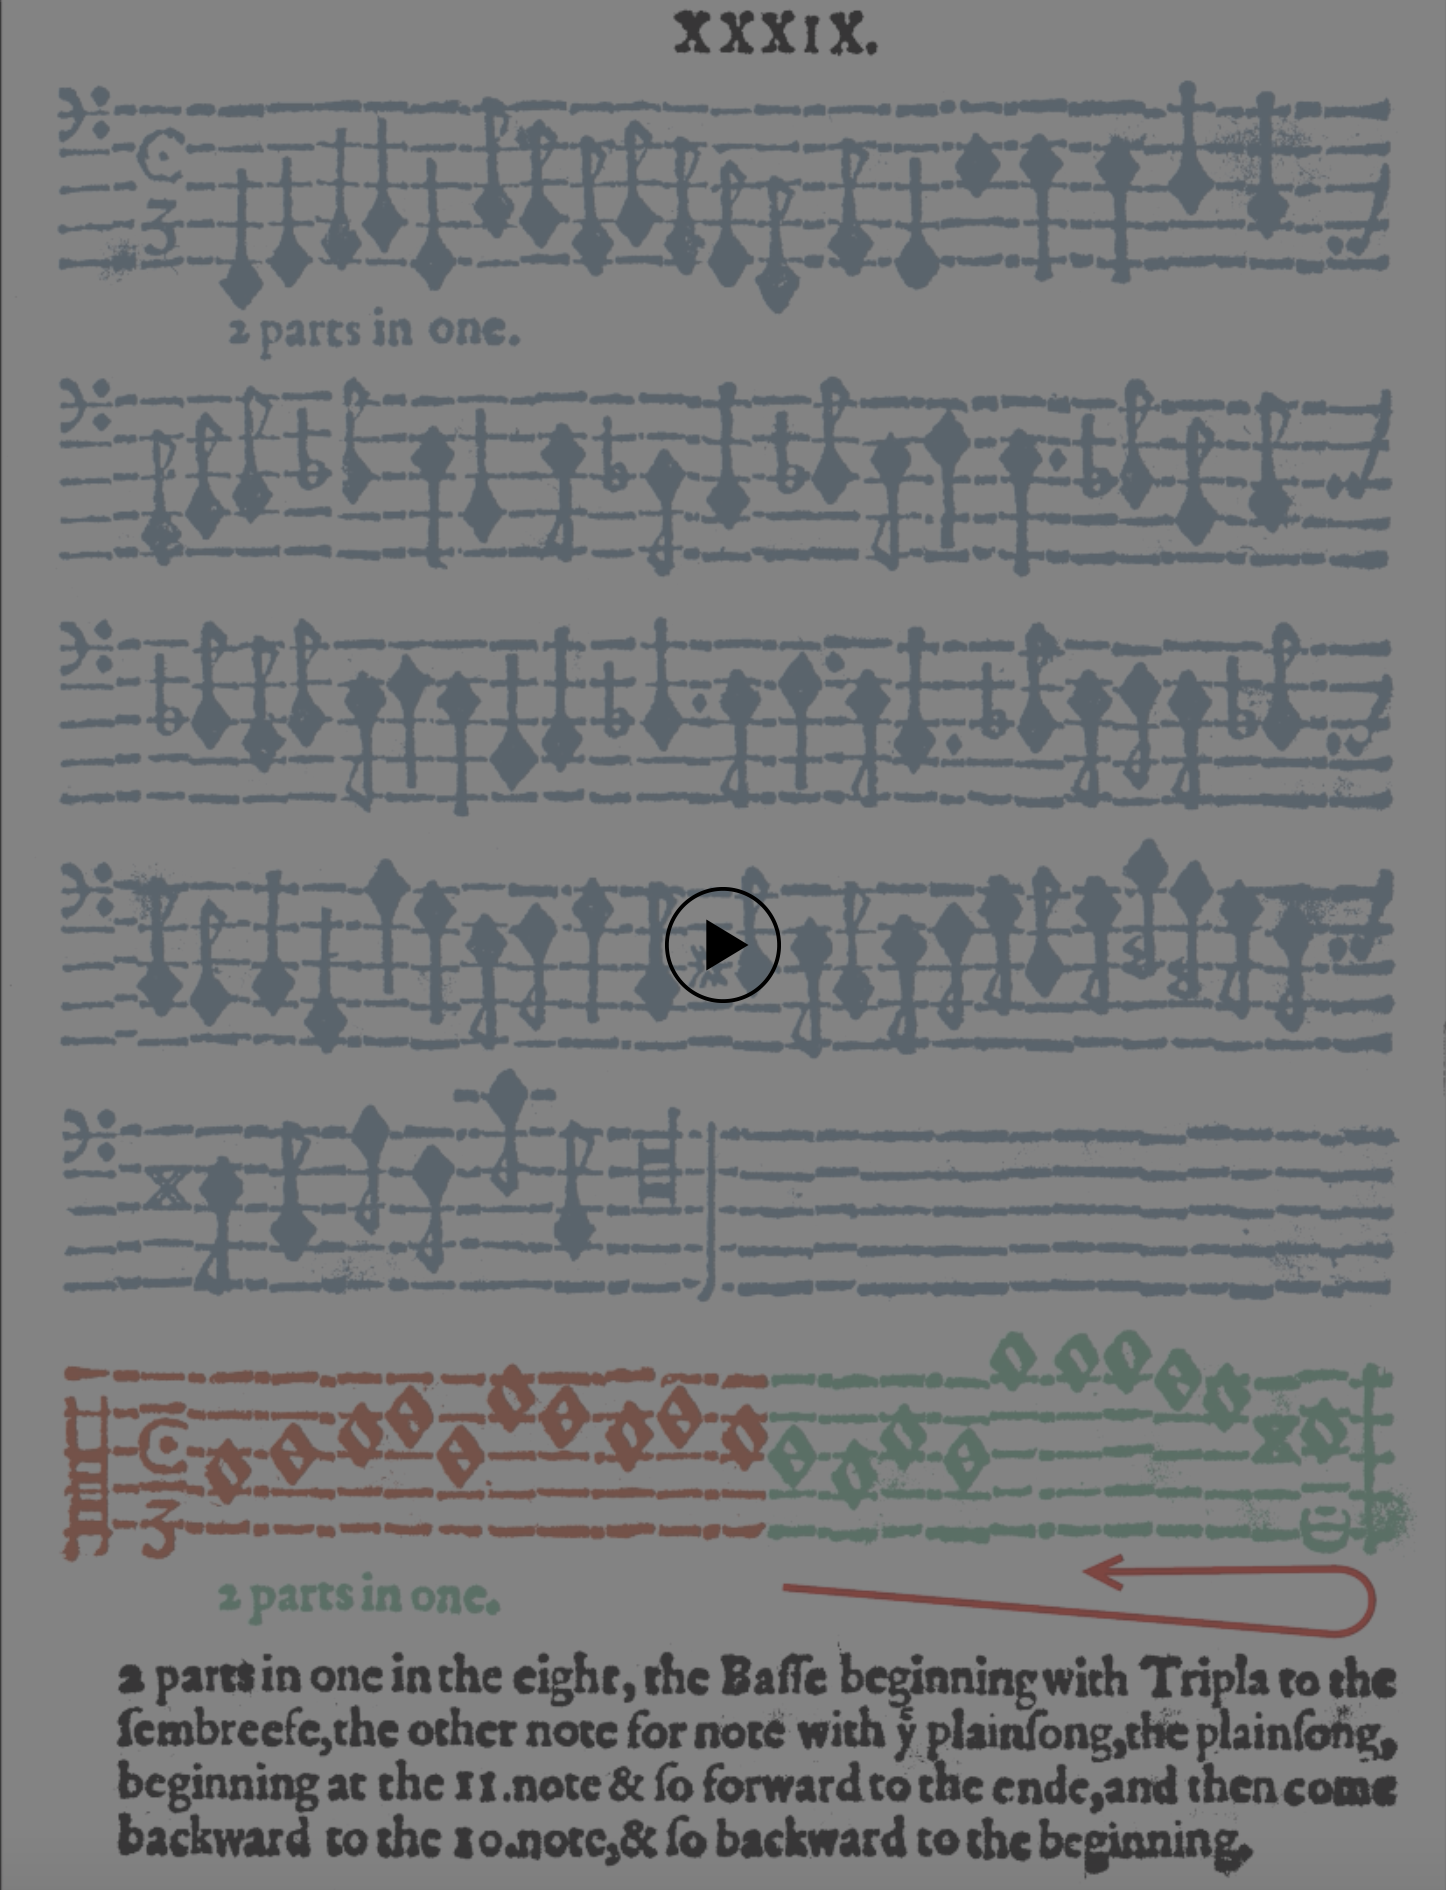 XXXIX.
2 parts in one.
2 parts in one.
2 parts in one in the eight, the Baſſe beginning with Tripla to the
ſembreefe,the other note for note with yͤ plainſong,the plainſong,
beginning at the 11.note & ſo forward to the ende,and then come
backward to the 10.note,& ſo backward to the beginning.